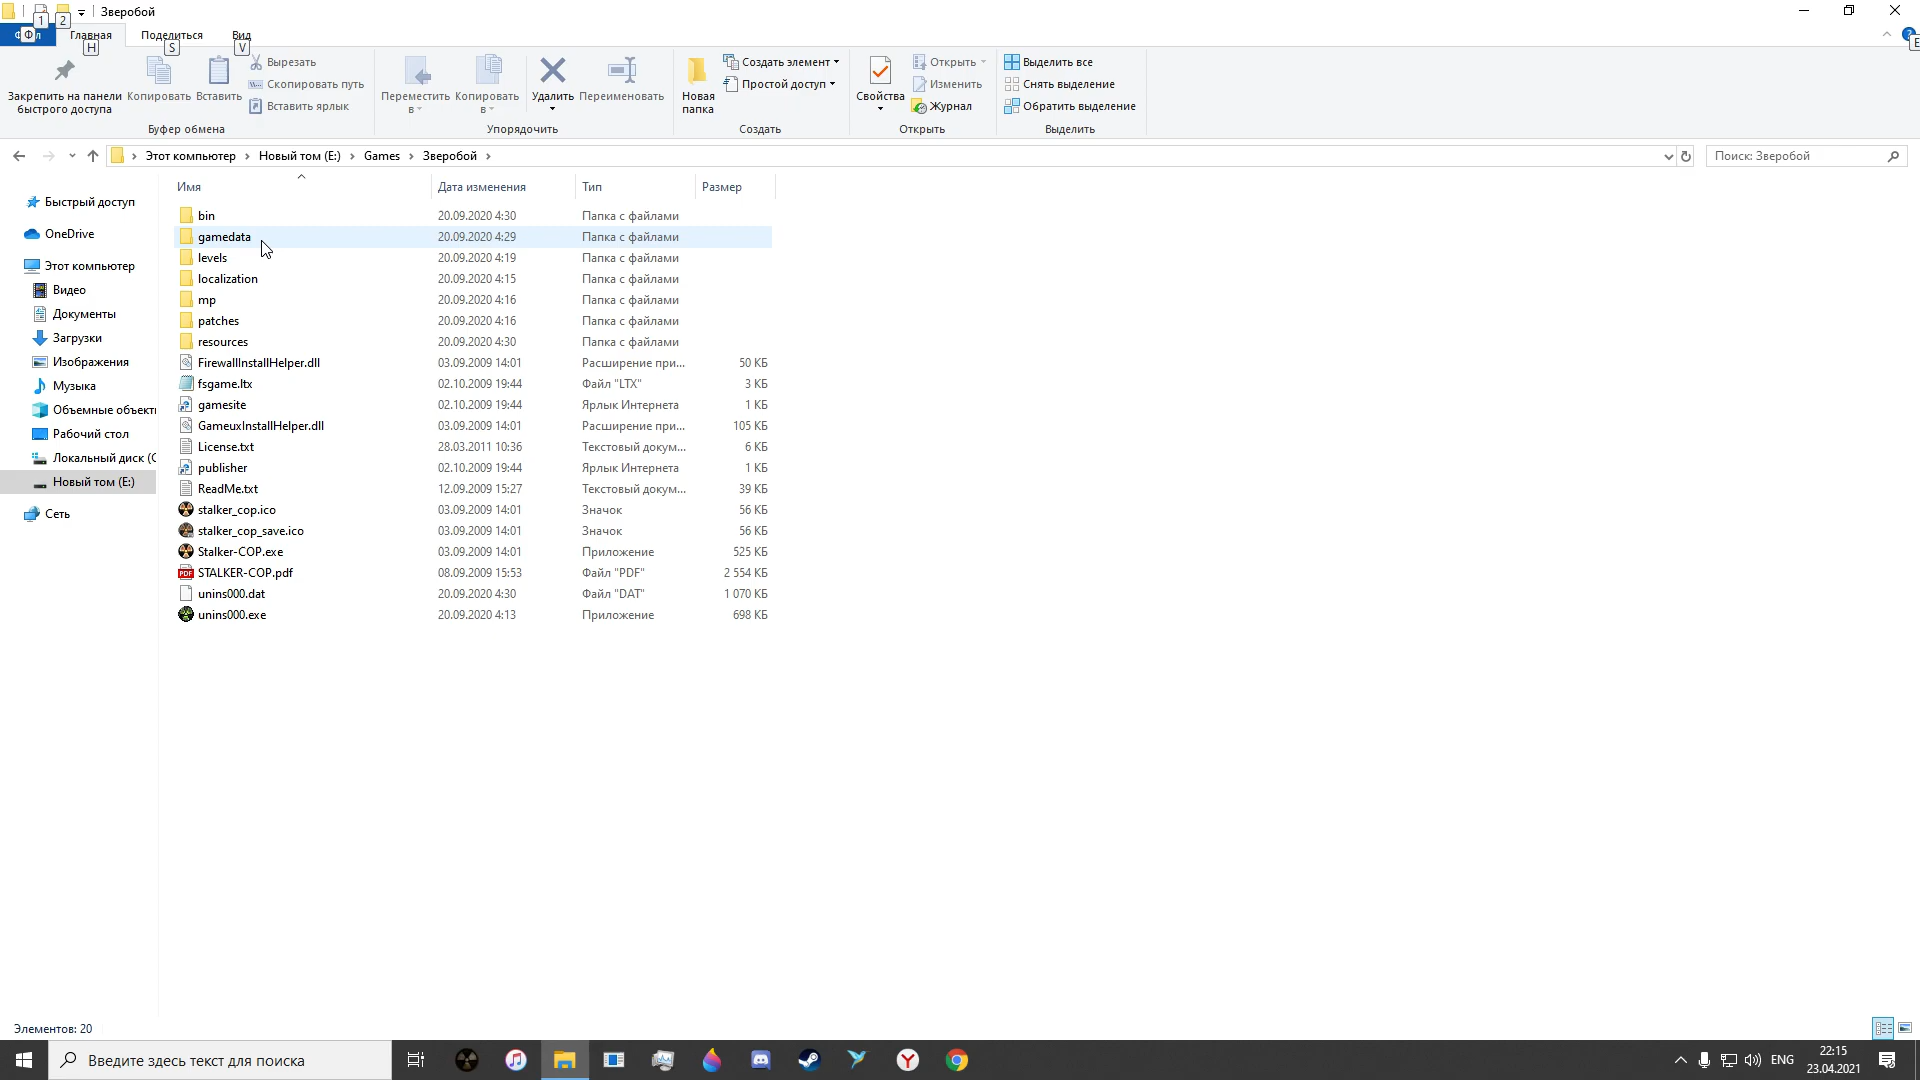 1 2 Зверобой
Ф Главная Поделиться Вид
H S V E
Закрепить на панели быстрого доступа
Копировать
Вставить
Вырезать
Скопировать путь
Вставить ярлык
Буфер обмена
Переместить в
Копировать в
Удалить
Переименовать
Упорядочить
Новая папка
Создать элемент
Простой доступ
Создать
Свойства
Открыть
Изменить
Журнал
Открыть
Выделить все
Снять выделение
Обратить выделение
Выделить
Этот компьютер › Новый том (E:) › Games › Зверобой ›
Поиск: Зверобой
Быстрый доступ
OneDrive
Этот компьютер
Видео
Документы
Загрузки
Изображения
Музыка
Объемные объект
Рабочий стол
Локальный диск (C
Новый том (E:)
Сеть
Имя Дата изменения Тип Размер
bin 20.09.2020 4:30 Папка с файлами
gamedata 20.09.2020 4:29 Папка с файлами
levels 20.09.2020 4:19 Папка с файлами
localization 20.09.2020 4:15 Папка с файлами
mp 20.09.2020 4:16 Папка с файлами
patches 20.09.2020 4:16 Папка с файлами
resources 20.09.2020 4:30 Папка с файлами
FirewallInstallHelper.dll 03.09.2009 14:01 Расширение при... 50 КБ
fsgame.ltx 02.10.2009 19:44 Файл "LTX" 3 КБ
gamesite 02.10.2009 19:44 Ярлык Интернета 1 КБ
GameuxInstallHelper.dll 03.09.2009 14:01 Расширение при... 105 КБ
License.txt 28.03.2011 10:36 Текстовый докум... 6 КБ
publisher 02.10.2009 19:44 Ярлык Интернета 1 КБ
ReadMe.txt 12.09.2009 15:27 Текстовый докум... 39 КБ
stalker_cop.ico 03.09.2009 14:01 Значок 56 КБ
stalker_cop_save.ico 03.09.2009 14:01 Значок 56 КБ
Stalker-COP.exe 03.09.2009 14:01 Приложение 525 КБ
STALKER-COP.pdf 08.09.2009 15:53 Файл "PDF" 2 554 КБ
unins000.dat 20.09.2020 4:30 Файл "DAT" 1 070 КБ
unins000.exe 20.09.2020 4:13 Приложение 698 КБ
Элементов: 20
Введите здесь текст для поиска
ENG
22:15
23.04.2021